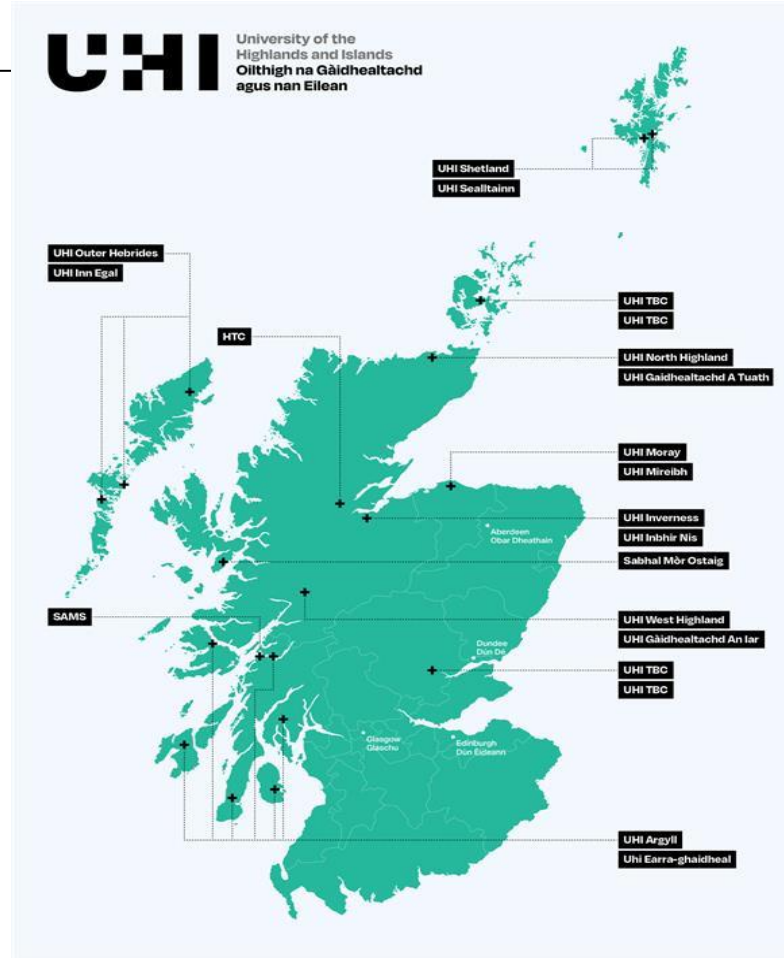 UHI
University of the
Highlands and Islands
Oilthigh na Gàidhealtachd
agus nan Eilean
UHI Shetland
UHI Sealltainn
UHI Outer Hebrides
UHI Inn Egal
HTC
UHI TBC
UHI TBC
UHI North Highland
UHI Gaidhealtachd A Tuath
UHI Moray
UHI Mireibh
UHI Inverness
UHI Inbhir Nis
Aberdeen
Obar Dheathain
Sabhal Mòr Ostaig
SAMS
UHI West Highland
UHI Gàidhealtachd An Iar
Dundee
Dùn Dé
UHI TBC
UHI TBC
Glasgow
Glaschu
Edinburgh
Dùn Èideann
UHI Argyll
Uhi Earra-ghaidheal